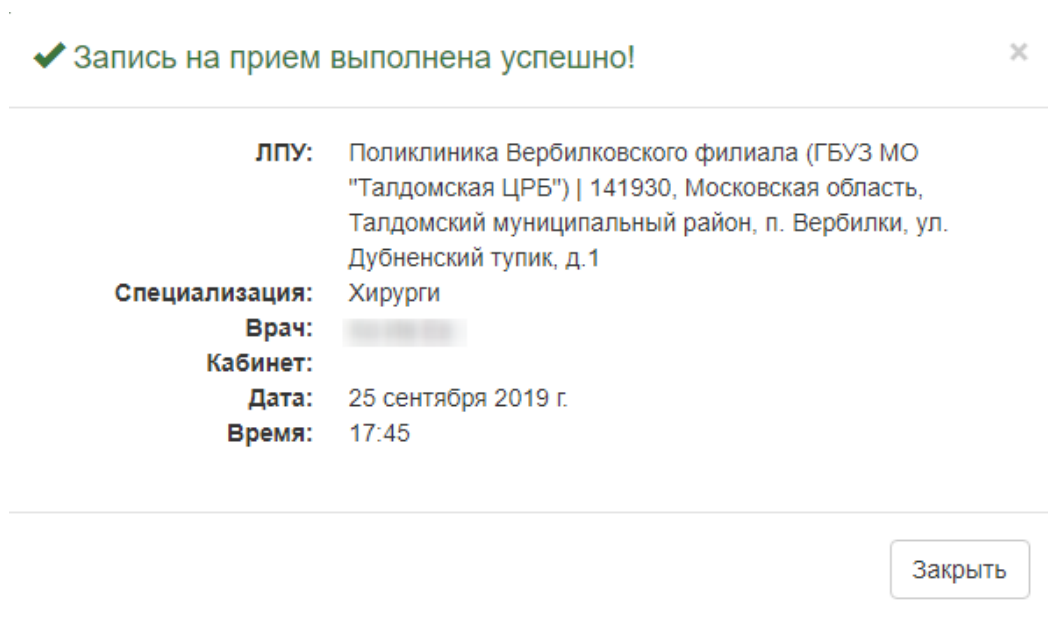 ✔ Запись на прием выполнена успешно! ×
ЛПУ: Поликлиника Вербилковского филиала (ГБУЗ МО
"Талдомская ЦРБ") | 141930, Московская область,
Талдомский муниципальный район, п. Вербилки, ул.
Дубненский тупик, д.1
Специализация: Хирурги
Врач:
Кабинет:
Дата: 25 сентября 2019 г.
Время: 17:45
Закрыть